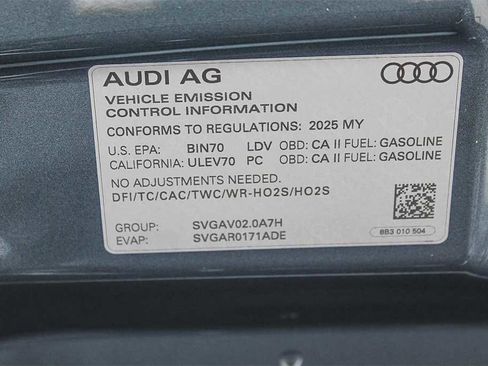 AUDI AG
VEHICLE EMISSION
CONTROL INFORMATION
CONFORMS TO REGULATIONS: 2025 MY
U.S. EPA: BIN70 LDV OBD: CA II FUEL: GASOLINE
CALIFORNIA: ULEV70 PC OBD: CA II FUEL: GASOLINE
NO ADJUSTMENTS NEEDED.
DFI/TC/CAC/TWC/WR-HO2S/HO2S
GROUP: SVGAV02.0A7H
EVAP: SVGAR0171ADE
8B3 010 504